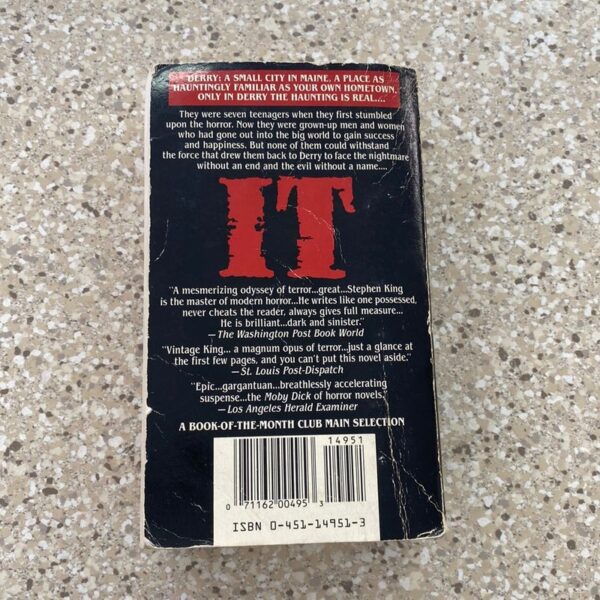 DERRY: A SMALL CITY IN MAINE, A PLACE AS
HAUNTINGLY FAMILIAR AS YOUR OWN HOMETOWN.
ONLY IN DERRY THE HAUNTING IS REAL....
They were seven teenagers when they first stumbled
upon the horror. Now they were grown-up men and women
who had gone out into the big world to gain success
and happiness. But none of them could withstand
the force that drew them back to Derry to face the nightmare
without an end and the evil without a name....
IT
"A mesmerizing odyssey of terror...great...Stephen King
is the master of modern horror...He writes like one possessed,
never cheats the reader, always gives full measure...
He is brilliant...dark and sinister."
—The Washington Post Book World
"Vintage King... a magnum opus of terror...just a glance at
the first few pages, and you can't put this novel aside."
—St. Louis Post-Dispatch
"Epic...gargantuan...breathlessly accelerating
suspense...the Moby Dick of horror novels."
—Los Angeles Herald Examiner
A BOOK-OF-THE-MONTH CLUB MAIN SELECTION
14951
0 71162 00495 3
ISBN 0-451-14951-3